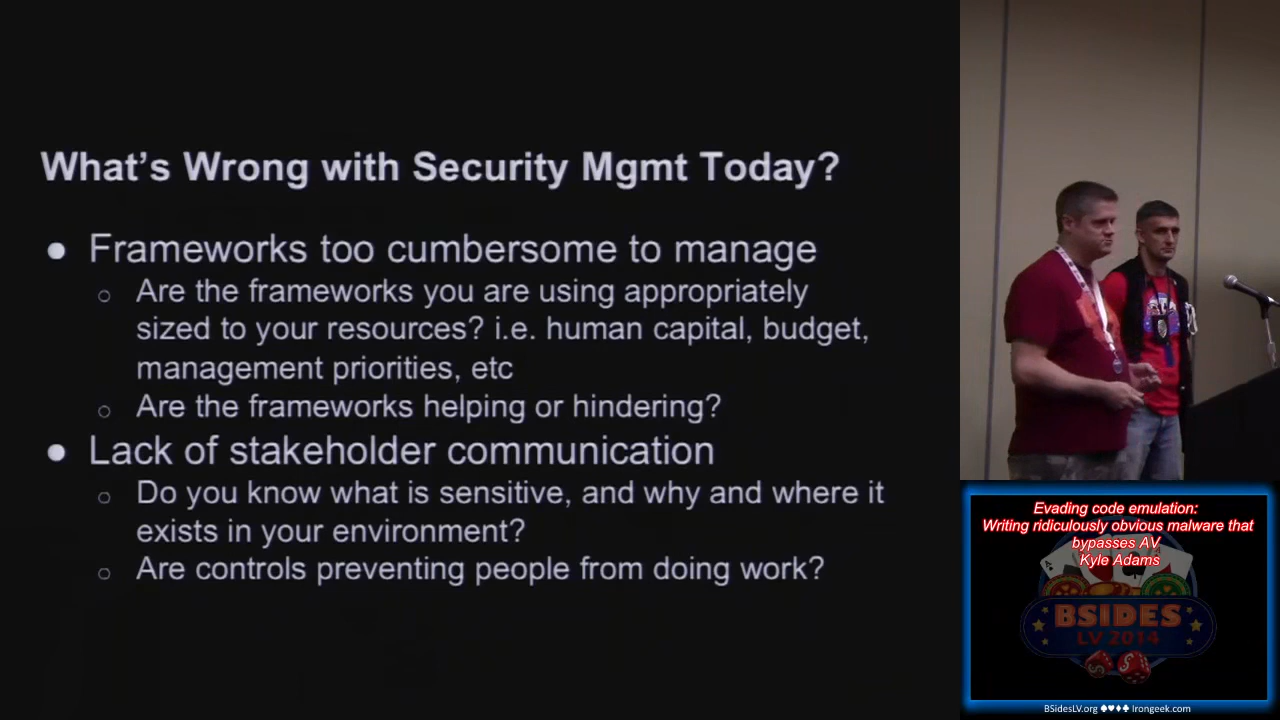 What's Wrong with Security Mgmt Today?
● Frameworks too cumbersome to manage
○ Are the frameworks you are using appropriately
sized to your resources? i.e. human capital, budget,
management priorities, etc
○ Are the frameworks helping or hindering?
● Lack of stakeholder communication
○ Do you know what is sensitive, and why and where it
exists in your environment?
○ Are controls preventing people from doing work?
Evading code emulation:
Writing ridiculously obvious malware that
bypasses AV
Kyle Adams
BSIDES
LV 2014
BSidesLV.org ♠♥♦♣ Irongeek.com